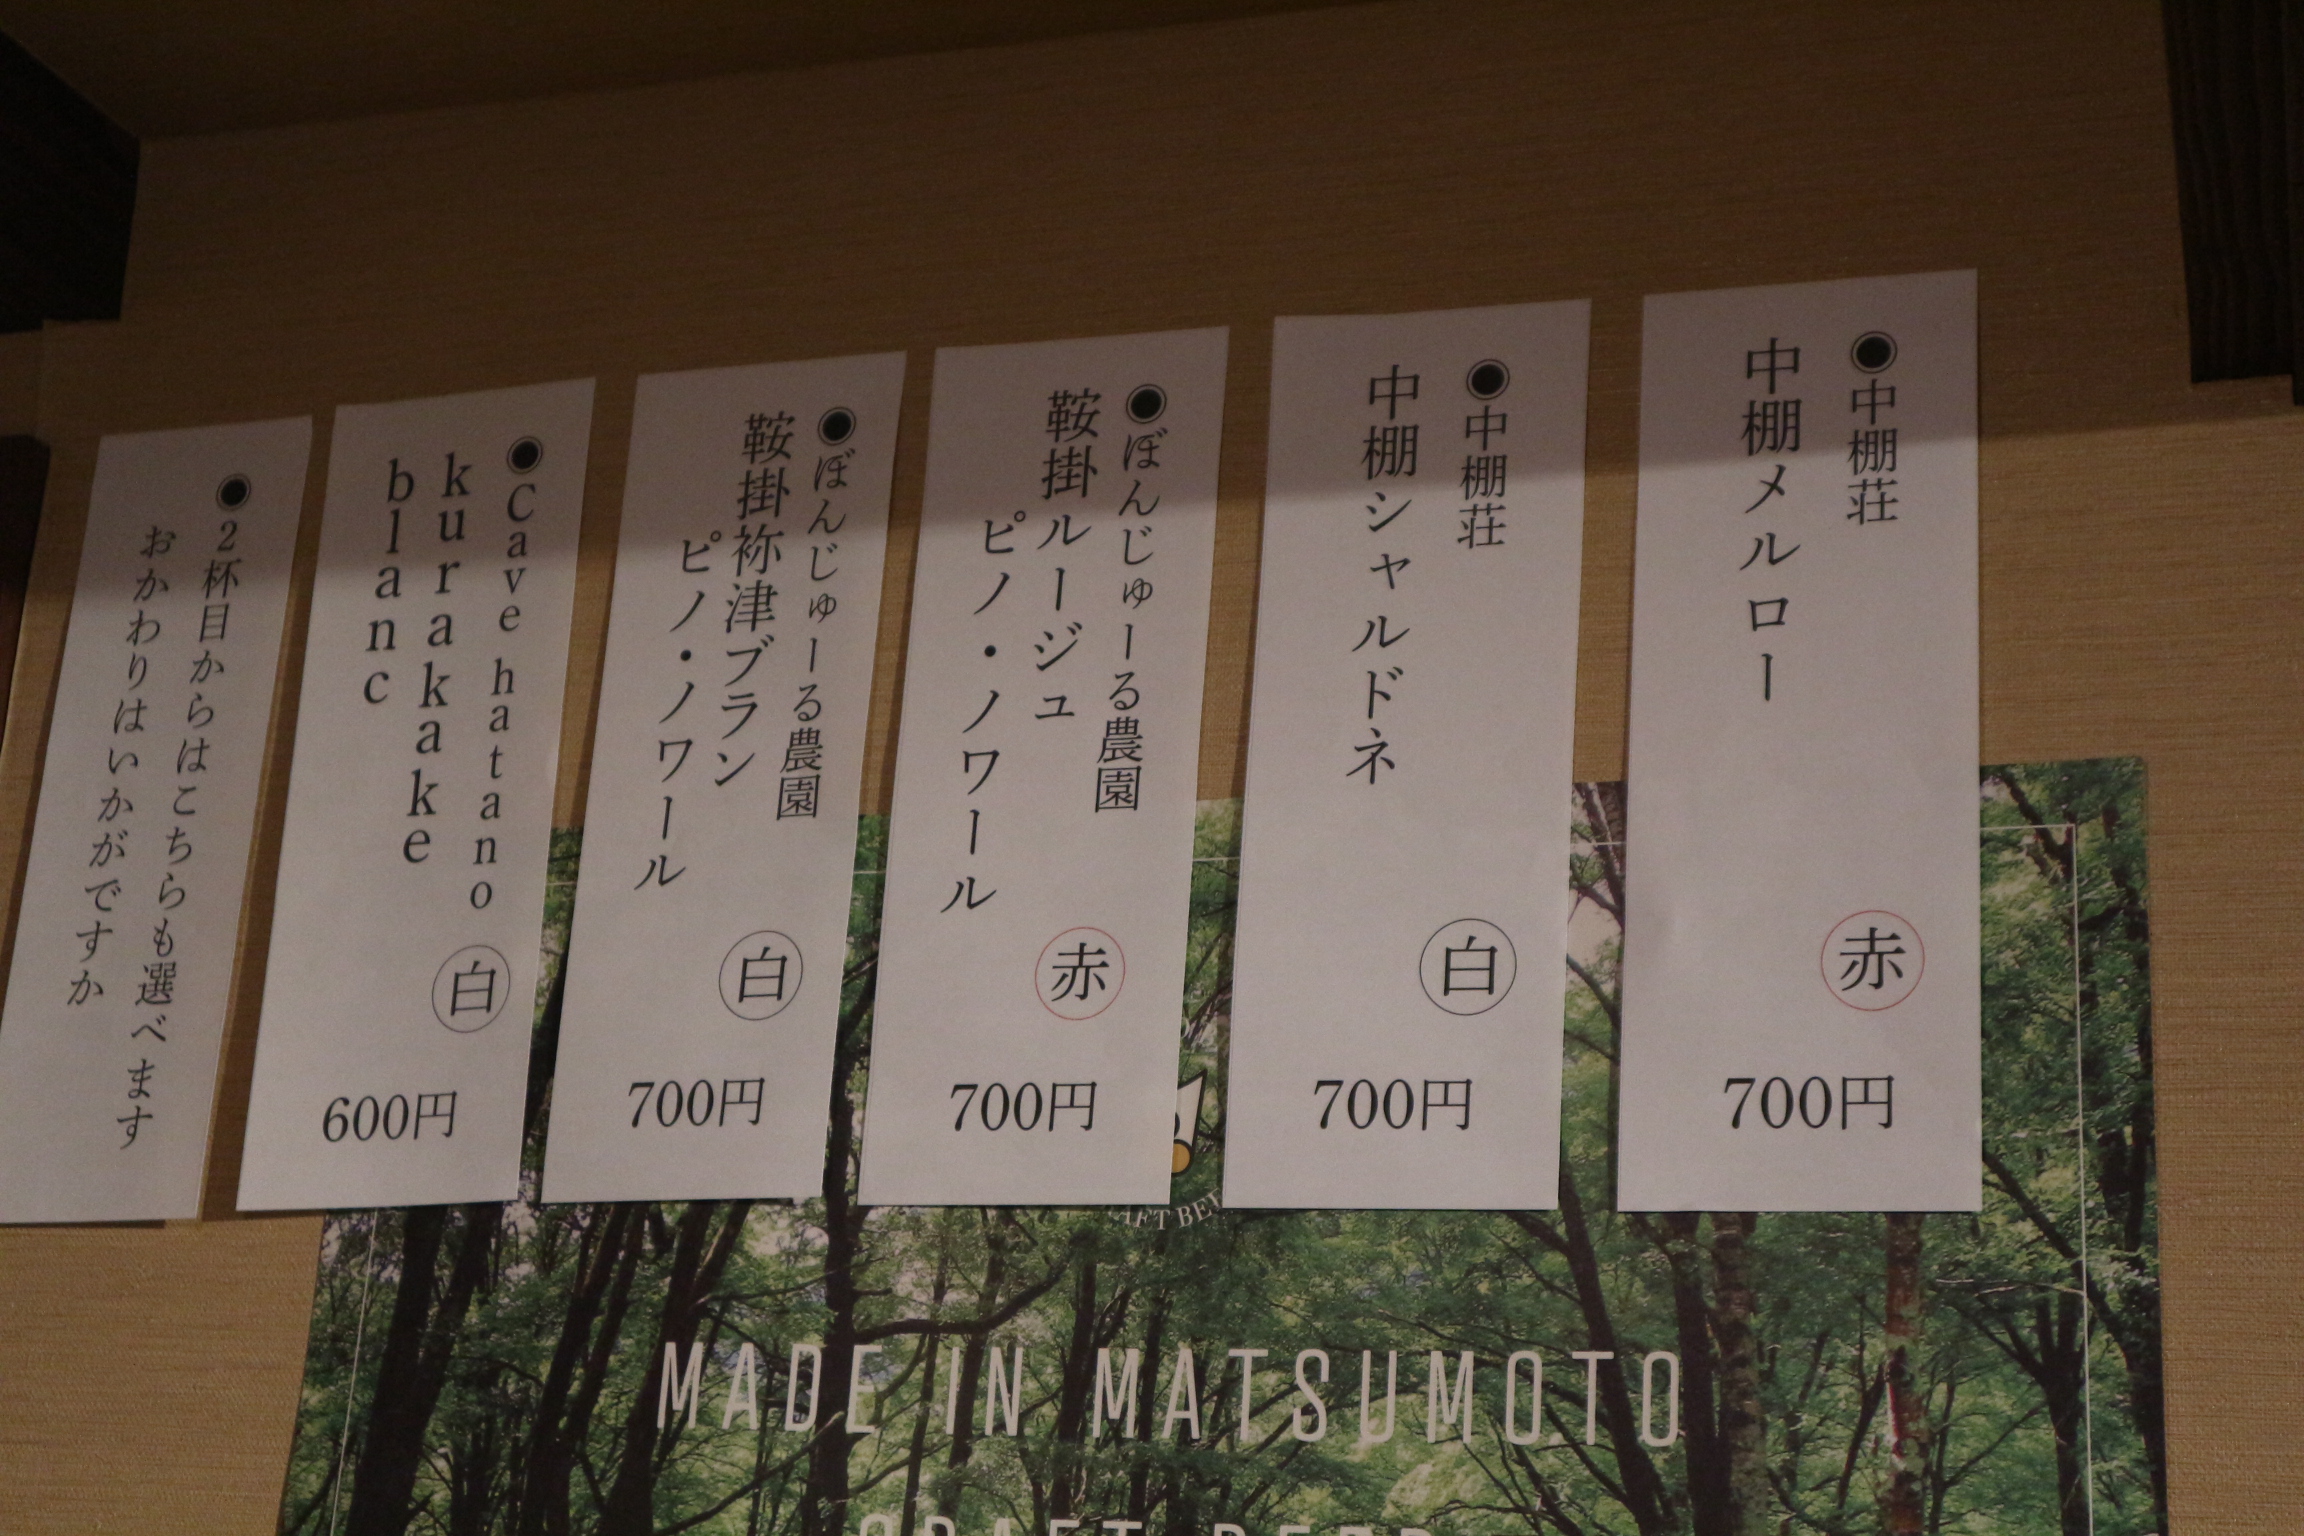 ◉中棚荘
中棚メルロー
赤
700円
◉中棚荘
中棚シャルドネ
白
700円
◉ぼんじゅーる農園
鞍掛ルージュ
ピノ・ノワール
赤
700円
◉ぼんじゅーる農園
鞍掛祢津ブラン
ピノ・ノワール
白
700円
◉Cave hatano
kurakake
blanc
白
600円
◉2杯目からはこちらも選べます
おかわりはいかがですか
MADE IN MATSUMOTO
CRAFT BEER